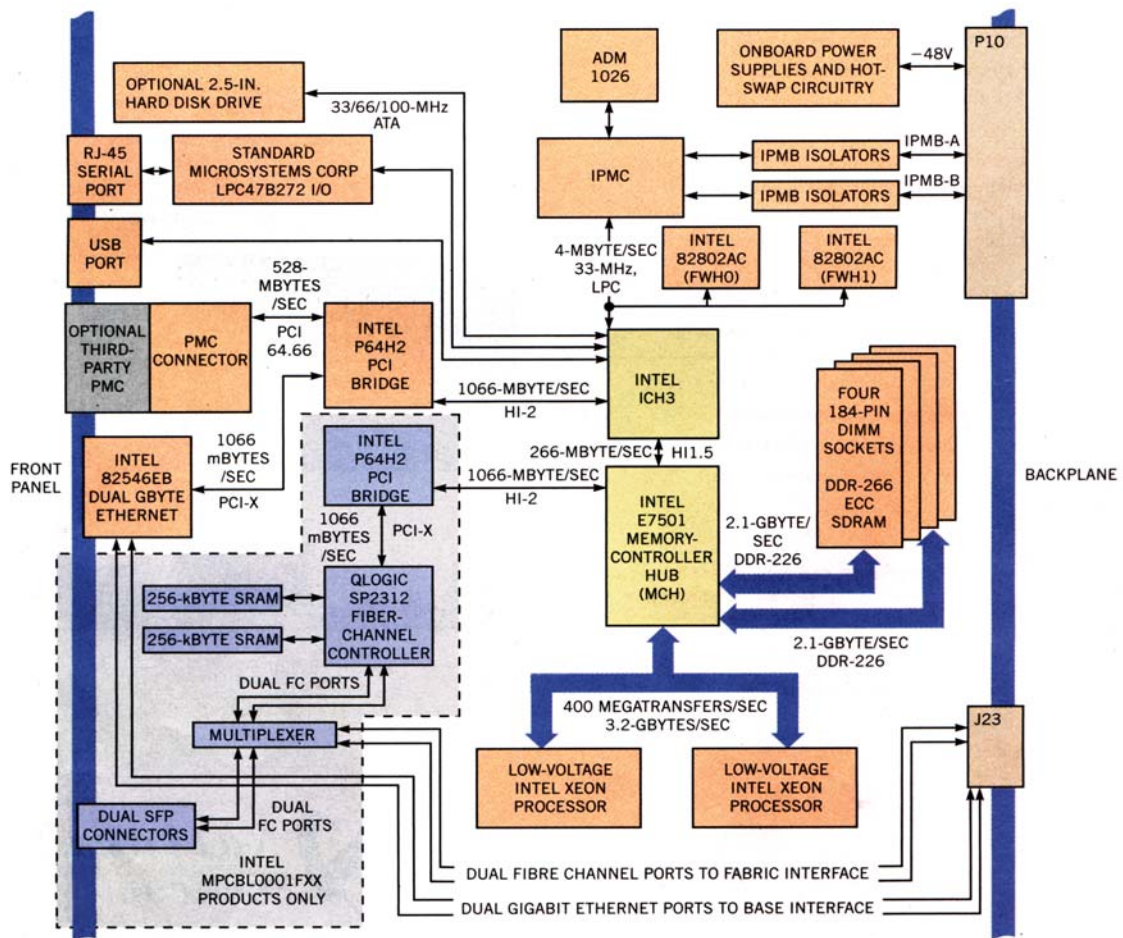 P10
ONBOARD POWER
SUPPLIES AND HOT-
SWAP CIRCUITRY
−48V
ADM
1026
OPTIONAL 2.5-IN.
HARD DISK DRIVE
33/66/100-MHz
ATA
RJ-45
SERIAL
PORT
STANDARD
MICROSYSTEMS CORP
LPC47B272 I/O
IPMC
IPMB ISOLATORS
IPMB-A
IPMB ISOLATORS
IPMB-B
USB
PORT
4-MBYTE/SEC
33-MHz,
LPC
INTEL
82802AC
(FWH0)
INTEL
82802AC
(FWH1)
528-
MBYTES
/SEC
PCI
64.66
OPTIONAL
THIRD-
PARTY
PMC
PMC
CONNECTOR
INTEL
P64H2
PCI
BRIDGE
1066-MBYTE/SEC
HI-2
INTEL
ICH3
FOUR
184-PIN
DIMM
SOCKETS
DDR-266
ECC
SDRAM
FRONT
PANEL
INTEL
82546EB
DUAL GBYTE
ETHERNET
1066
mBYTES
/SEC
PCI-X
INTEL
P64H2
PCI
BRIDGE
266-MBYTE/SEC
HI1.5
1066-MBYTE/SEC
HI-2
BACKPLANE
INTEL
E7501
MEMORY-
CONTROLLER
HUB
(MCH)
2.1-GBYTE/
SEC
DDR-226
1066
mBYTES
/SEC
PCI-X
256-kBYTE SRAM
256-kBYTE SRAM
QLOGIC
SP2312
FIBER-
CHANNEL
CONTROLLER
2.1-GBYTE/SEC
DDR-226
DUAL FC PORTS
MULTIPLEXER
400 MEGATRANSFERS/SEC
3.2-GBYTES/SEC
J23
LOW-VOLTAGE
INTEL XEON
PROCESSOR
LOW-VOLTAGE
INTEL XEON
PROCESSOR
DUAL SFP
CONNECTORS
DUAL
FC PORTS
INTEL
MPCBL0001FXX
PRODUCTS ONLY
DUAL FIBRE CHANNEL PORTS TO FABRIC INTERFACE
DUAL GIGABIT ETHERNET PORTS TO BASE INTERFACE